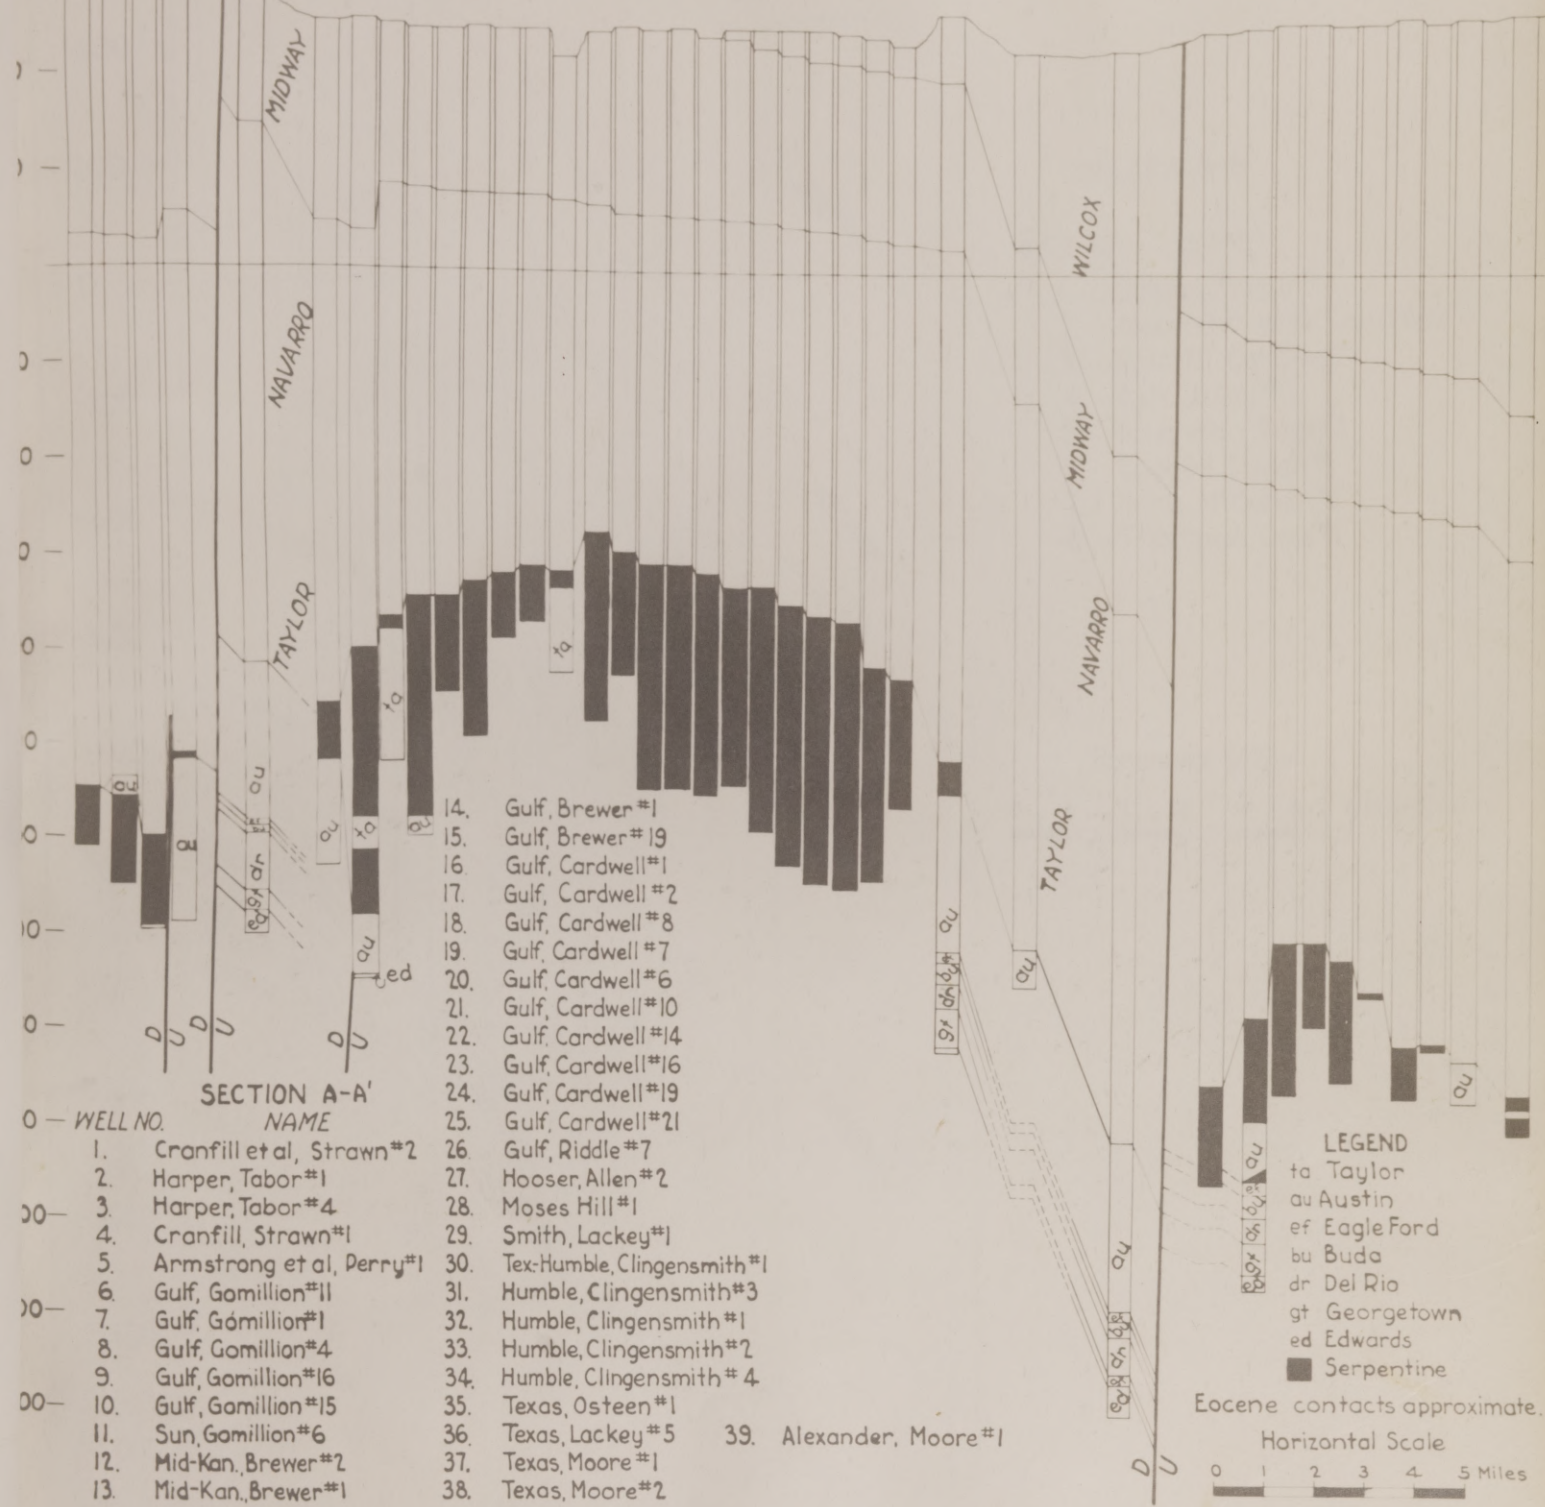 MIDWAY
WILCOX
NAVARRO
MIDWAY
TAYLOR
NAVARRO
TAYLOR
au
au
dr
gt
ed
au
ta
au
ed
ta
au
ta
au
dr
gt
au
au
dr
au
au
dr
gt
ed
D U
D U
D U
D U
SECTION A-A'
WELL NO. NAME
1. Cranfill et al, Strawn #2
2. Harper, Tabor #1
3. Harper, Tabor #4
4. Cranfill, Strawn #1
5. Armstrong et al, Perry #1
6. Gulf, Gomillion #11
7. Gulf, Gomillion #1
8. Gulf, Gomillion #4
9. Gulf, Gomillion #16
10. Gulf, Gomillion #15
11. Sun, Gomillion #6
12. Mid-Kan., Brewer #2
13. Mid-Kan., Brewer #1
14. Gulf, Brewer #1
15. Gulf, Brewer #19
16. Gulf, Cardwell #1
17. Gulf, Cardwell #2
18. Gulf, Cardwell #8
19. Gulf, Cardwell #7
20. Gulf, Cardwell #6
21. Gulf, Cardwell #10
22. Gulf, Cardwell #14
23. Gulf, Cardwell #16
24. Gulf, Cardwell #19
25. Gulf, Cardwell #21
26. Gulf, Riddle #7
27. Hooser, Allen #2
28. Moses Hill #1
29. Smith, Lackey #1
30. Tex-Humble, Clingensmith #1
31. Humble, Clingensmith #3
32. Humble, Clingensmith #1
33. Humble, Clingensmith #2
34. Humble, Clingensmith #4
35. Texas, Osteen #1
36. Texas, Lackey #5
37. Texas, Moore #1
38. Texas, Moore #2
39. Alexander, Moore #1
LEGEND
ta Taylor
au Austin
ef Eagle Ford
bu Buda
dr Del Rio
gt Georgetown
ed Edwards
Serpentine
Eocene contacts approximate.
Horizontal Scale
0 1 2 3 4 5 Miles